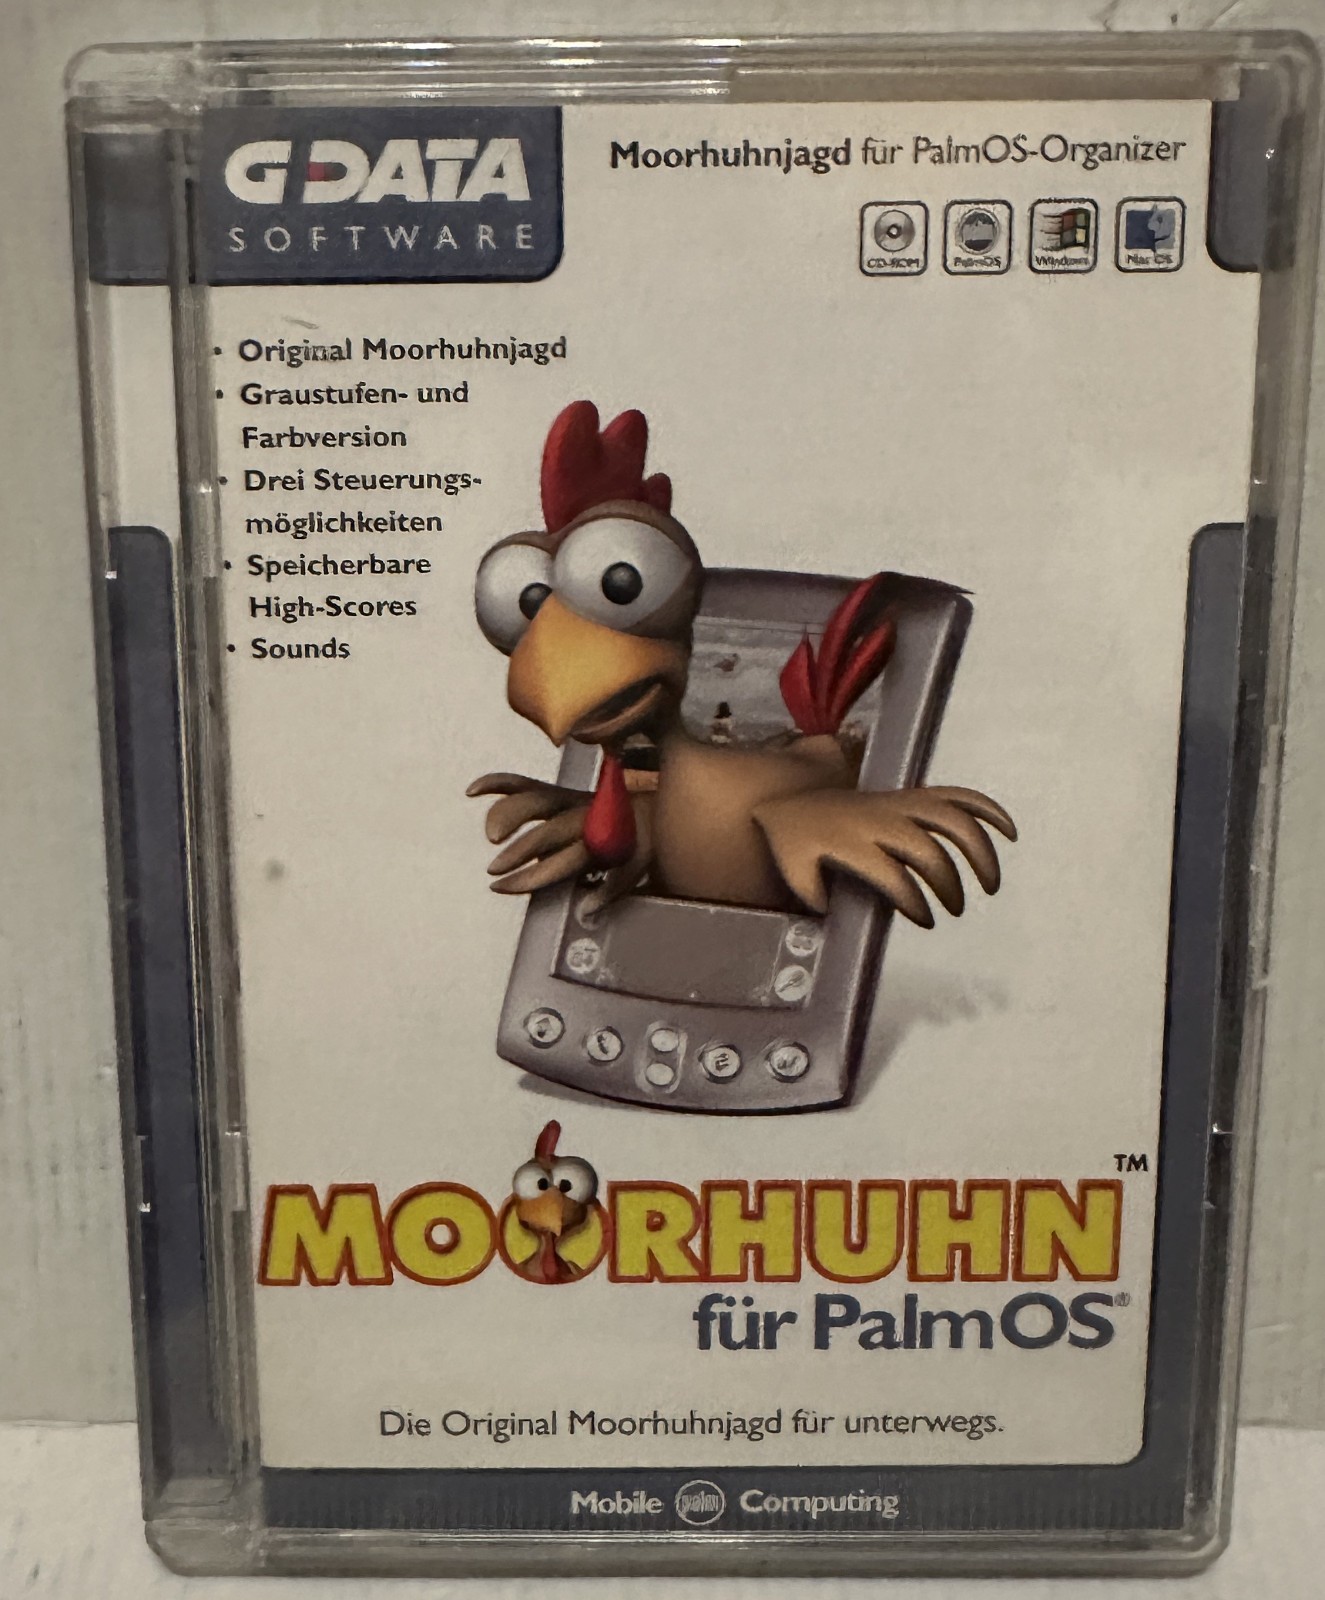 G DATA
SOFTWARE
Moorhuhnjagd für PalmOS-Organizer
CD-ROM PalmOS Windows Mac OS
• Original Moorhuhnjagd
• Graustufen- und
Farbversion
• Drei Steuerungs-
möglichkeiten
• Speicherbare
High-Scores
• Sounds
MOORHUHN™
für PalmOS®
Die Original Moorhuhnjagd für unterwegs.
Mobile palm Computing